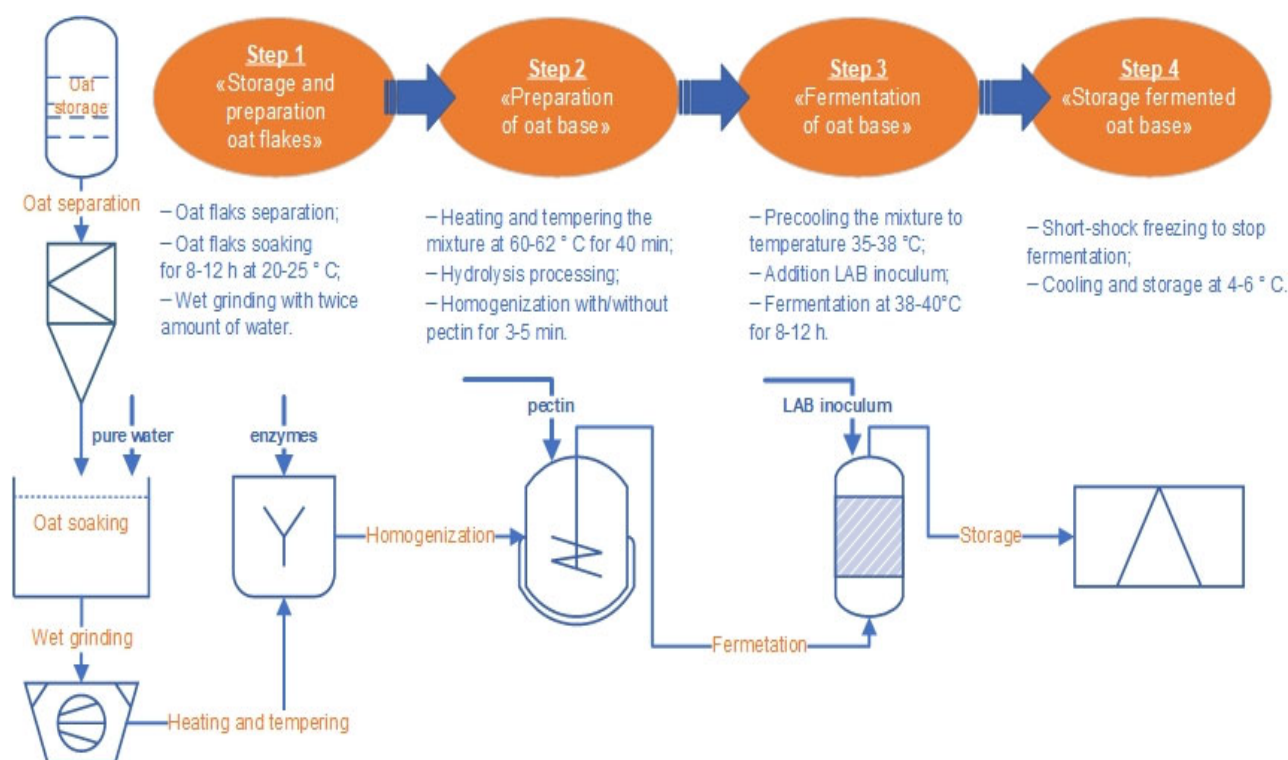 Oat
storage
Step 1
«Storage and
preparation
oat flakes»
Step 2
«Preparation
of oat base»
Step 3
«Fermentation
of oat base»
Step 4
«Storage fermented
oat base»
Oat separation
– Oat flaks separation;
– Oat flaks soaking
for 8-12 h at 20-25 ° C;
– Wet grinding with twice
amount of water.
– Heating and tempering the
mixture at 60-62 ° C for 40 min;
– Hydrolysis processing;
– Homogenization with/without
pectin for 3-5 min.
– Precooling the mixture to
temperature 35-38 °C;
– Addition LAB inoculum;
– Fermentation at 38-40°C
for 8-12 h.
– Short-shock freezing to stop
fermentation;
– Cooling and storage at 4-6 ° C.
pure water
enzymes
pectin
LAB inoculum
Oat soaking
Homogenization
Storage
Wet grinding
Fermetation
Heating and tempering